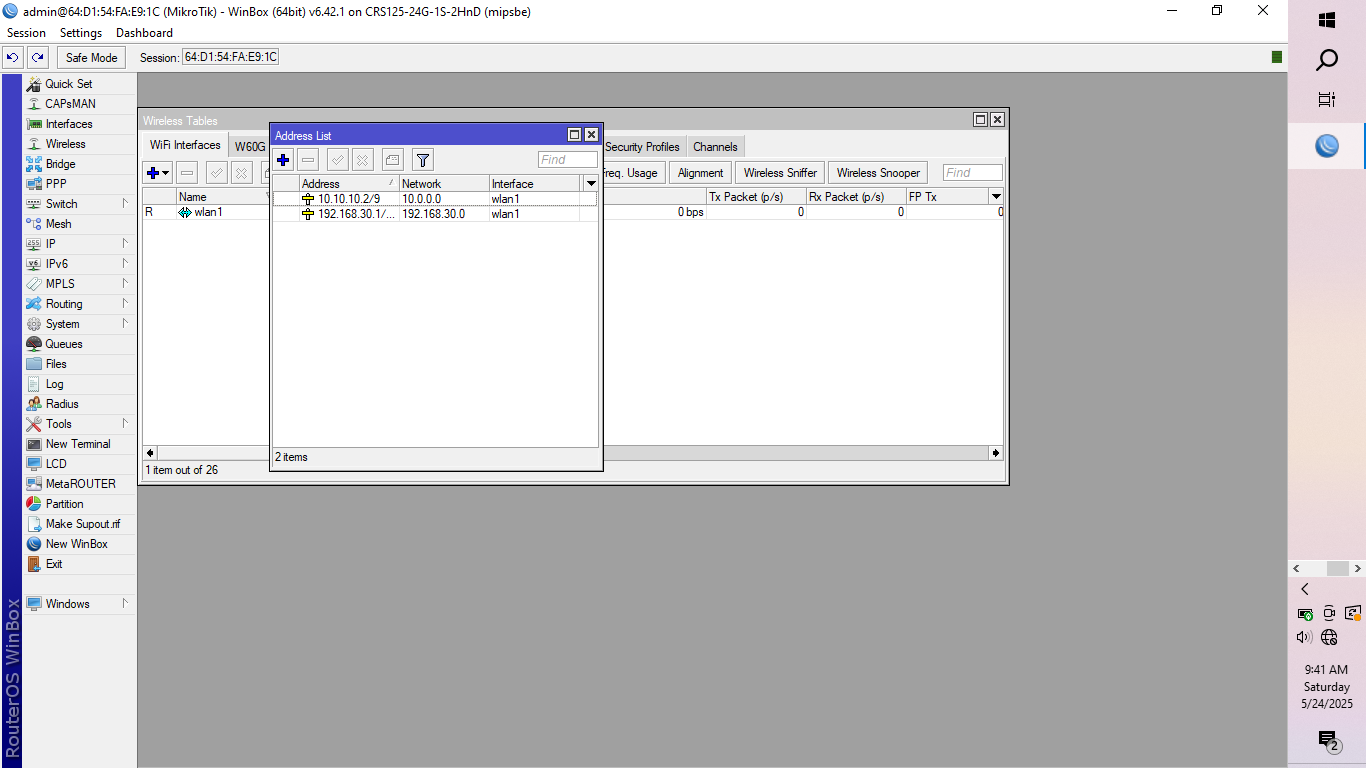 admin@64:D1:54:FA:E9:1C (MikroTik) - WinBox (64bit) v6.42.1 on CRS125-24G-1S-2HnD (mipsbe)
Session Settings Dashboard
Safe Mode Session: 64:D1:54:FA:E9:1C
Quick Set
CAPsMAN
Interfaces
Wireless
Bridge
PPP
Switch
Mesh
IP
IPv6
MPLS
Routing
System
Queues
Files
Log
Radius
Tools
New Terminal
LCD
MetaROUTER
Partition
Make Supout.rif
New WinBox
Exit
Windows
RouterOS WinBox
Wireless Tables
WiFi Interfaces W60G Security Profiles Channels
req. Usage Alignment Wireless Sniffer Wireless Snooper Find
Name Tx Packet (p/s) Rx Packet (p/s) FP Tx
R wlan1 0 bps 0 0 0
1 item out of 26
Address List
Find
Address Network Interface
10.10.10.2/9 10.0.0.0 wlan1
192.168.30.1/... 192.168.30.0 wlan1
2 items
9:41 AM
Saturday
5/24/2025
2